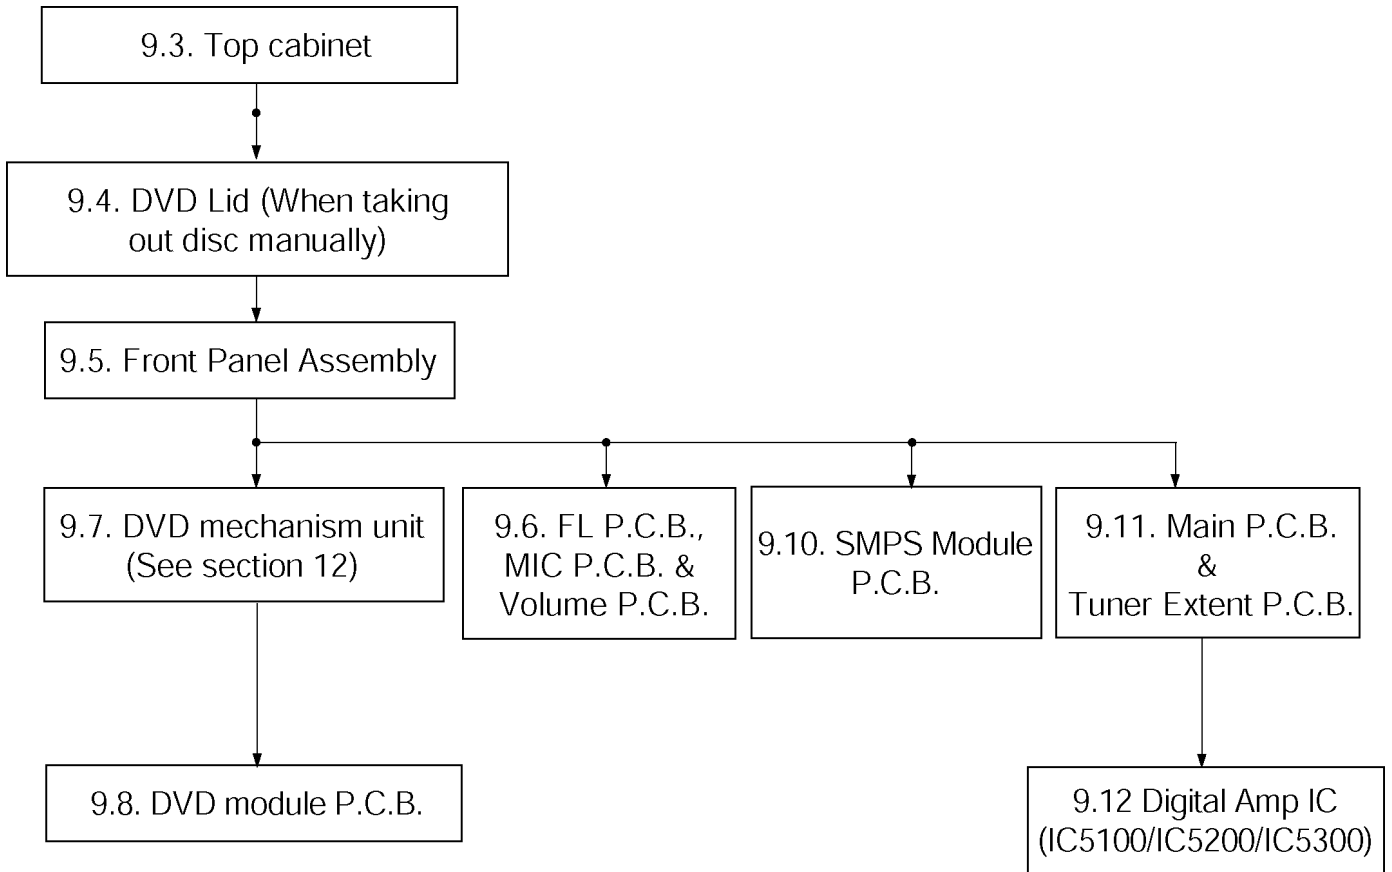 9.3. Top cabinet
9.4. DVD Lid (When taking
out disc manually)
9.5. Front Panel Assembly
9.7. DVD mechanism unit
(See section 12)
9.6. FL P.C.B.,
MIC P.C.B. &
Volume P.C.B.
9.10. SMPS Module
P.C.B.
9.11. Main P.C.B.
&
Tuner Extent P.C.B.
9.8. DVD module P.C.B.
9.12 Digital Amp IC
(IC5100/IC5200/IC5300)